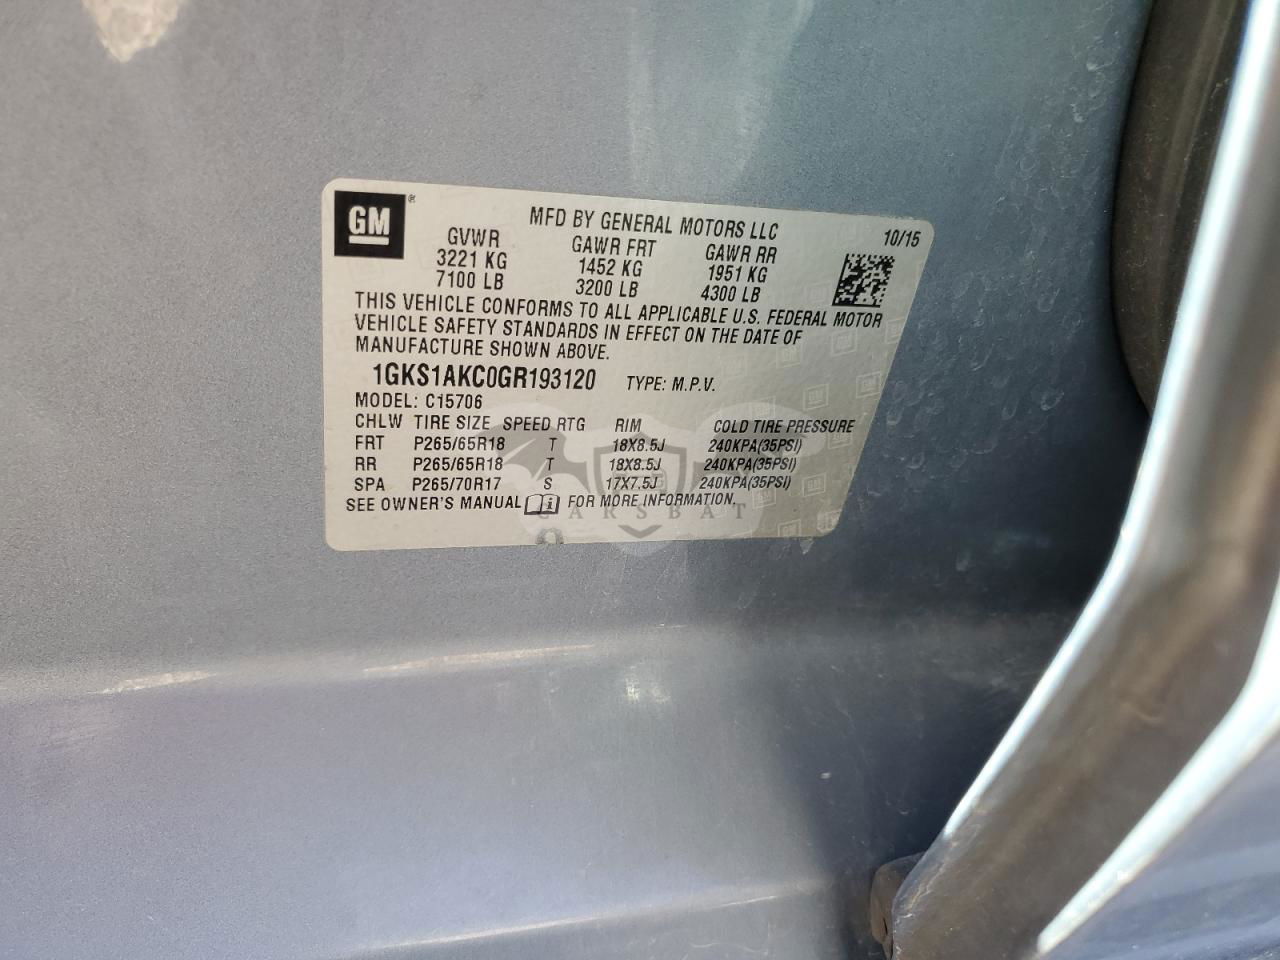 GM ®
MFD BY GENERAL MOTORS LLC 10/15
GVWR GAWR FRT GAWR RR
3221 KG 1452 KG 1951 KG
7100 LB 3200 LB 4300 LB
THIS VEHICLE CONFORMS TO ALL APPLICABLE U.S. FEDERAL MOTOR
VEHICLE SAFETY STANDARDS IN EFFECT ON THE DATE OF
MANUFACTURE SHOWN ABOVE.
1GKS1AKC0GR193120 TYPE: M.P.V.
MODEL: C15706
CHLW TIRE SIZE SPEED RTG RIM COLD TIRE PRESSURE
FRT P265/65R18 T 18X8.5J 240KPA(35PSI)
RR P265/65R18 T 18X8.5J 240KPA(35PSI)
SPA P265/70R17 S 17X7.5J 240KPA(35PSI)
SEE OWNER'S MANUAL i FOR MORE INFORMATION.
CARSBAT